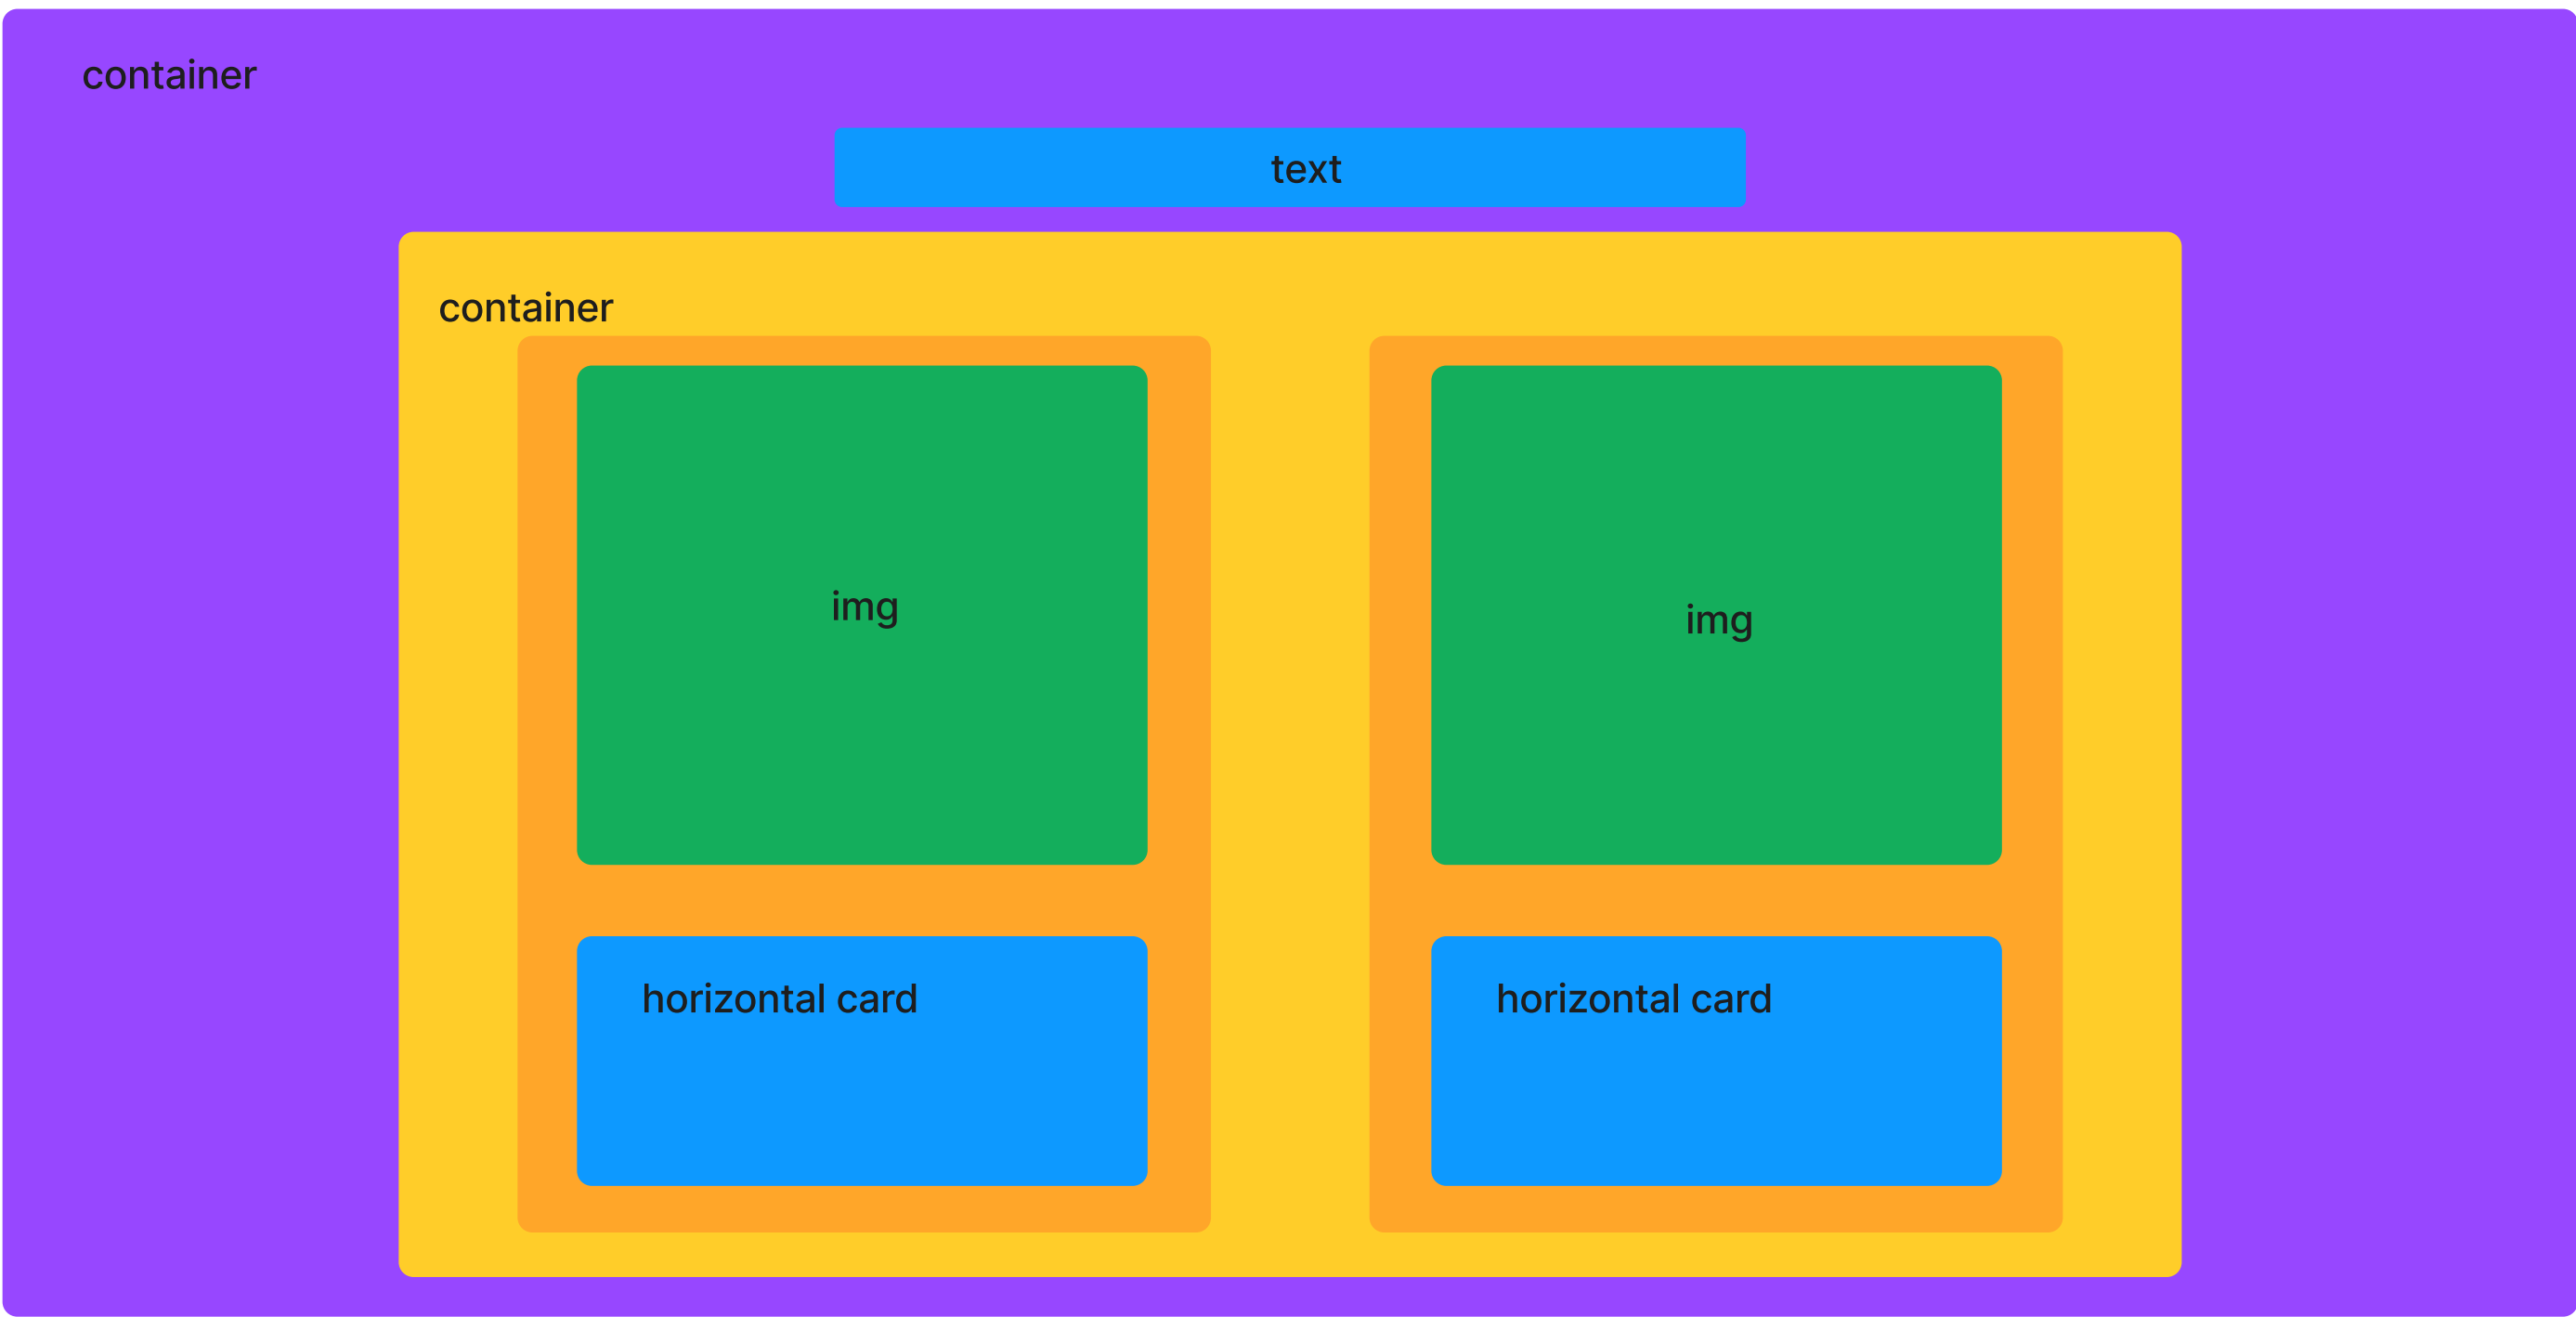 container
text
container
img
img
horizontal card
horizontal card